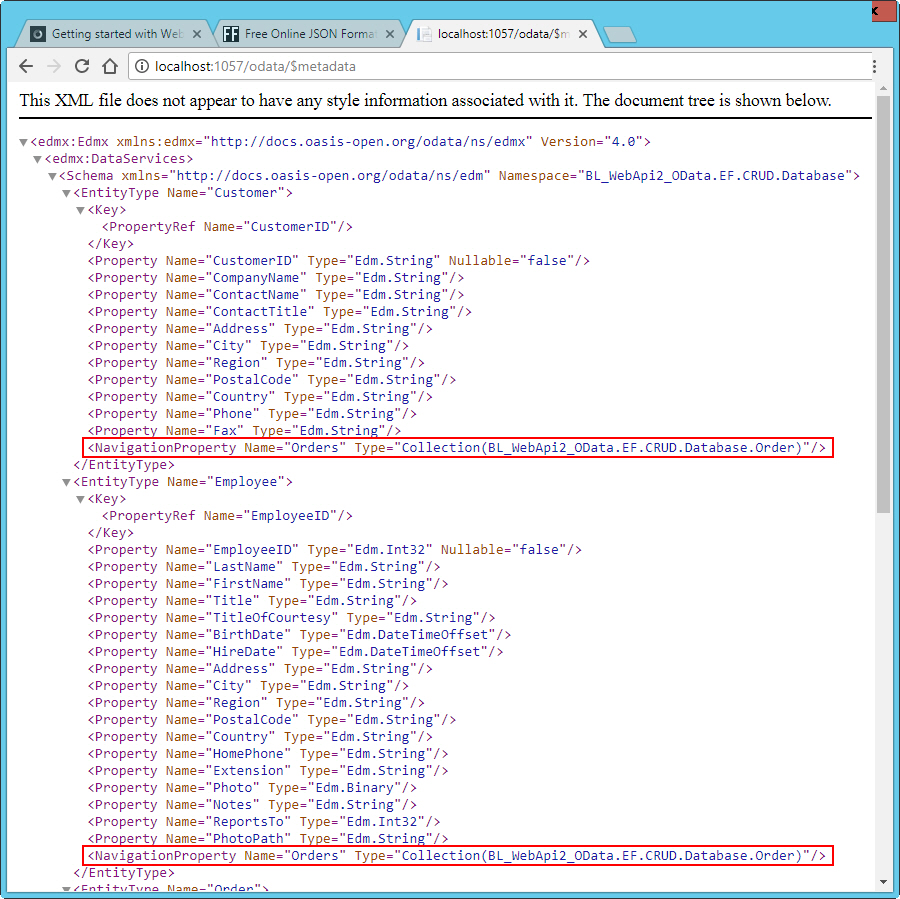 Getting started with Web
Free Online JSON Format
localhost:1057/odata/$m
localhost:1057/odata/$metadata
This XML file does not appear to have any style information associated with it. The document tree is shown below.
▼<edmx:Edmx xmlns:edmx="http://docs.oasis-open.org/odata/ns/edmx" Version="4.0">
▼<edmx:DataServices>
▼<Schema xmlns="http://docs.oasis-open.org/odata/ns/edm" Namespace="BL_WebApi2_OData.EF.CRUD.Database">
▼<EntityType Name="Customer">
▼<Key>
<PropertyRef Name="CustomerID"/>
</Key>
<Property Name="CustomerID" Type="Edm.String" Nullable="false"/>
<Property Name="CompanyName" Type="Edm.String"/>
<Property Name="ContactName" Type="Edm.String"/>
<Property Name="ContactTitle" Type="Edm.String"/>
<Property Name="Address" Type="Edm.String"/>
<Property Name="City" Type="Edm.String"/>
<Property Name="Region" Type="Edm.String"/>
<Property Name="PostalCode" Type="Edm.String"/>
<Property Name="Country" Type="Edm.String"/>
<Property Name="Phone" Type="Edm.String"/>
<Property Name="Fax" Type="Edm.String"/>
<NavigationProperty Name="Orders" Type="Collection(BL_WebApi2_OData.EF.CRUD.Database.Order)"/>
</EntityType>
▼<EntityType Name="Employee">
▼<Key>
<PropertyRef Name="EmployeeID"/>
</Key>
<Property Name="EmployeeID" Type="Edm.Int32" Nullable="false"/>
<Property Name="LastName" Type="Edm.String"/>
<Property Name="FirstName" Type="Edm.String"/>
<Property Name="Title" Type="Edm.String"/>
<Property Name="TitleOfCourtesy" Type="Edm.String"/>
<Property Name="BirthDate" Type="Edm.DateTimeOffset"/>
<Property Name="HireDate" Type="Edm.DateTimeOffset"/>
<Property Name="Address" Type="Edm.String"/>
<Property Name="City" Type="Edm.String"/>
<Property Name="Region" Type="Edm.String"/>
<Property Name="PostalCode" Type="Edm.String"/>
<Property Name="Country" Type="Edm.String"/>
<Property Name="HomePhone" Type="Edm.String"/>
<Property Name="Extension" Type="Edm.String"/>
<Property Name="Photo" Type="Edm.Binary"/>
<Property Name="Notes" Type="Edm.String"/>
<Property Name="ReportsTo" Type="Edm.Int32"/>
<Property Name="PhotoPath" Type="Edm.String"/>
<NavigationProperty Name="Orders" Type="Collection(BL_WebApi2_OData.EF.CRUD.Database.Order)"/>
</EntityType>
▼<EntityType Name="Order">